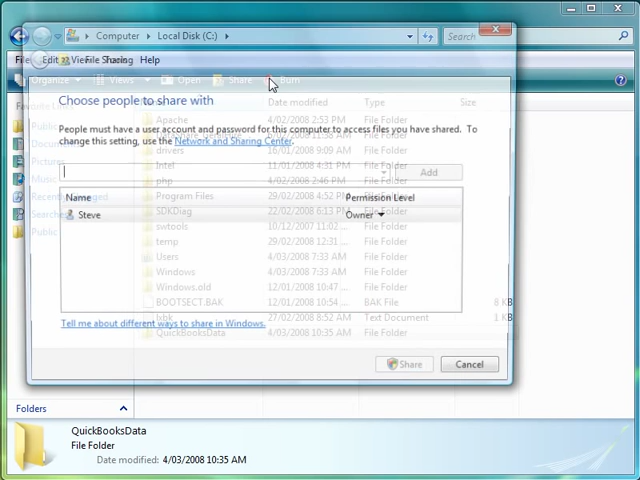 Computer ▸ Local Disk (C:) ▸
Search
File Edit View Tools Help
File Sharing
Organize Views Open Share Burn
Choose people to share with
Date modified Type Size
People must have a user account and password for this computer to access files you have shared. To
change this setting, use the Network and Sharing Center.
Add
Name Permission Level
Steve Owner
Apache 4/02/2008 2:53 PM File Folder
drivers 16/01/2008 9:09 AM File Folder
Intel 11/01/2008 4:31 PM File Folder
php 4/02/2008 2:46 PM File Folder
Program Files 29/02/2008 4:52 File Folder
SDKDiag 22/02/2008 6:13 File Folder
swtools 10/12/2007 11:02 ... File Folder
temp 29/02/2008 12:31 ... File Folder
Users 4/03/2008 7:33 AM File Folder
Windows 4/03/2008 7:33 AM File Folder
Windows.old 12/01/2008 10:47 ... File Folder
BOOTSECT.BAK 12/01/2008 10:54 ... BAK File 8 KB
27/02/2008 8:52 AM Text Document 1 KB
QuickBooksData 4/03/2008 10:35 AM File Folder
Tell me about different ways to share in Windows.
Share Cancel
Folders
QuickBooksData
File Folder
Date modified: 4/03/2008 10:35 AM